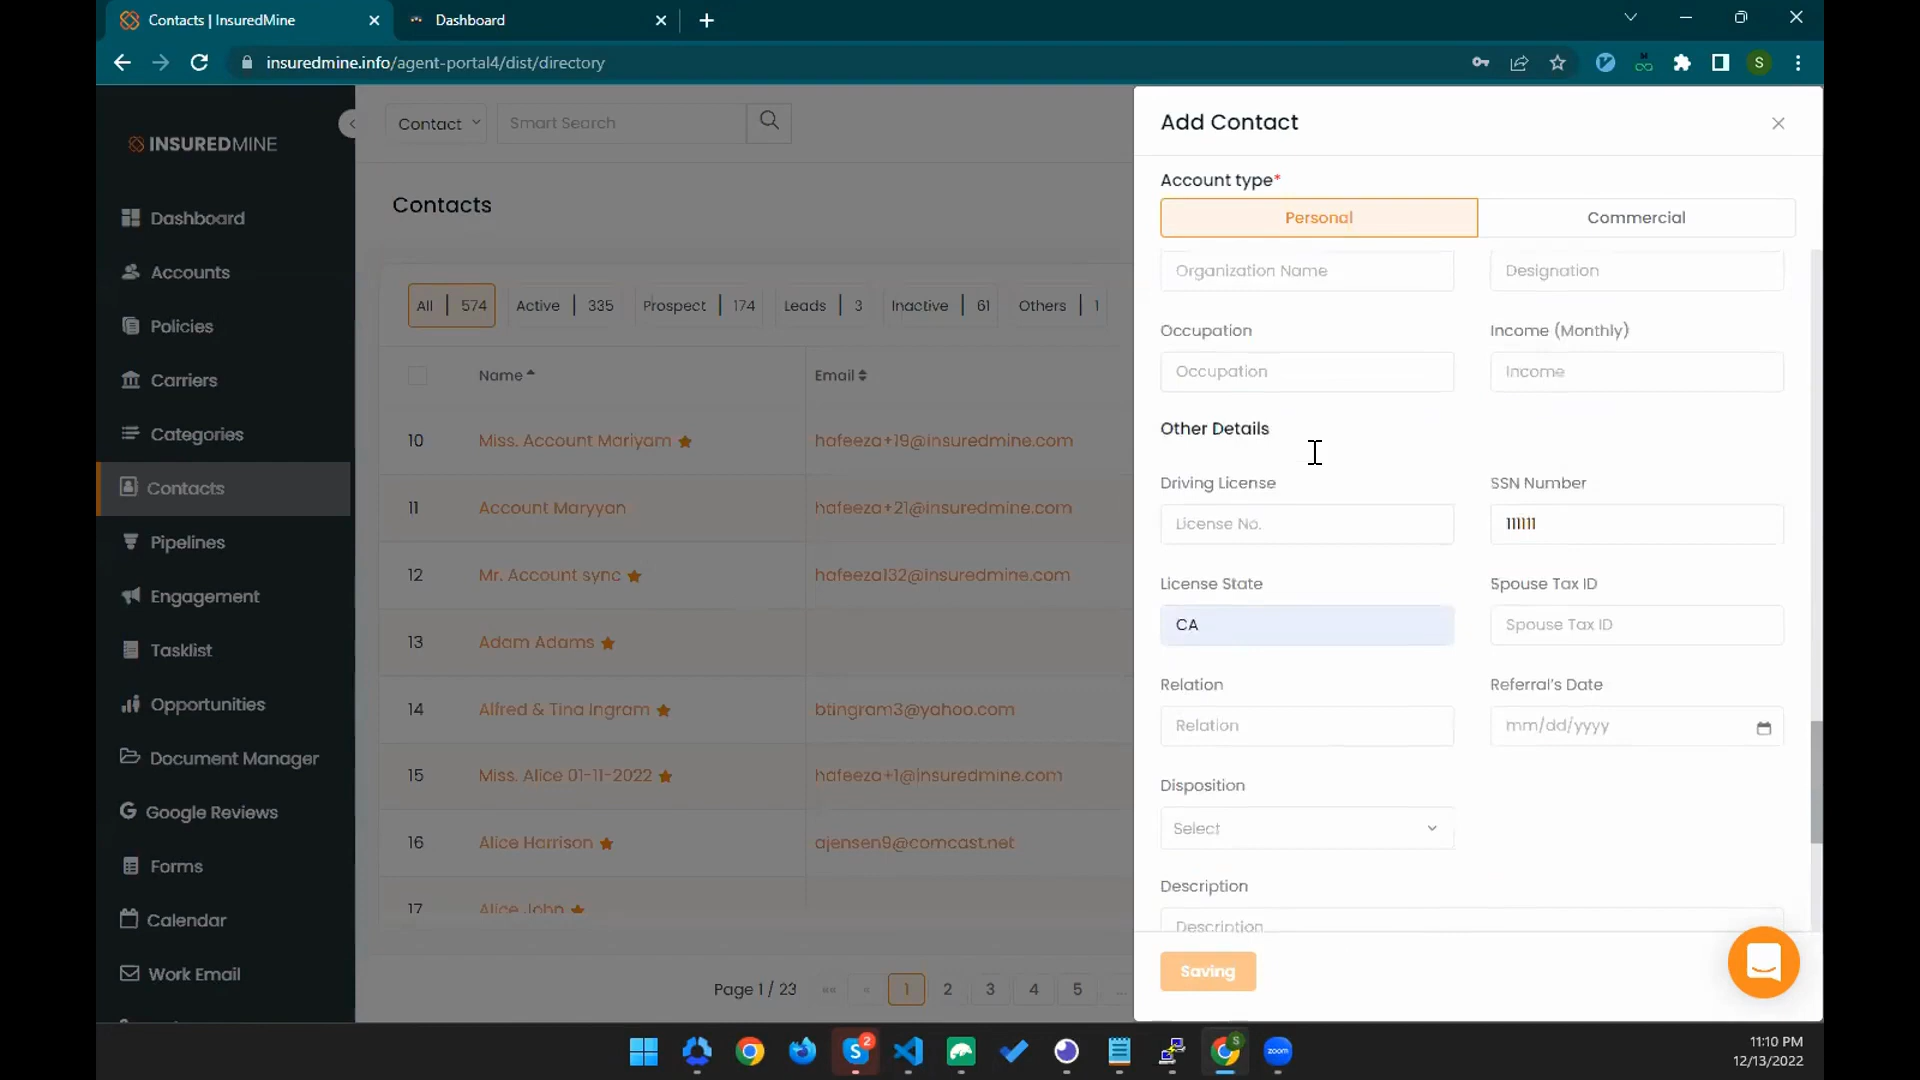 Contacts | InsuredMine
Dashboard
insuredmine.info/agent-portal4/dist/directory
S
INSUREDMINE
Dashboard
Accounts
Policies
Carriers
Categories
Contacts
Pipelines
Engagement
Tasklist
Opportunities
Document Manager
Google Reviews
Forms
Calendar
Work Email
Contact
Smart Search
Contacts
All | 574
Active | 335
Prospect | 174
Leads | 3
Inactive | 61
Others | 1
Name
Email
10 Miss. Account Mariyam hafeeza+19@insuredmine.com
11 Account Maryyan hafeeza+21@insuredmine.com
12 Mr. Account sync hafeeza132@insuredmine.com
13 Adam Adams
14 Alfred & Tina Ingram btingram3@yahoo.com
15 Miss. Alice 01-11-2022 hafeeza+1@insuredmine.com
16 Alice Harrison ajensen9@comcast.net
17 Alice John
Page 1 / 23 «« « 1 2 3 4 5 ...
Add Contact
Account type*
Personal
Commercial
Organization Name
Designation
Occupation
Income (Monthly)
Occupation
Income
Other Details
Driving License
SSN Number
License No.
111111
License State
Spouse Tax ID
CA
Spouse Tax ID
Relation
Referral's Date
Relation
mm/dd/yyyy
Disposition
Select
Description
Description
Saving
2
S
zoom
11:10 PM
12/13/2022